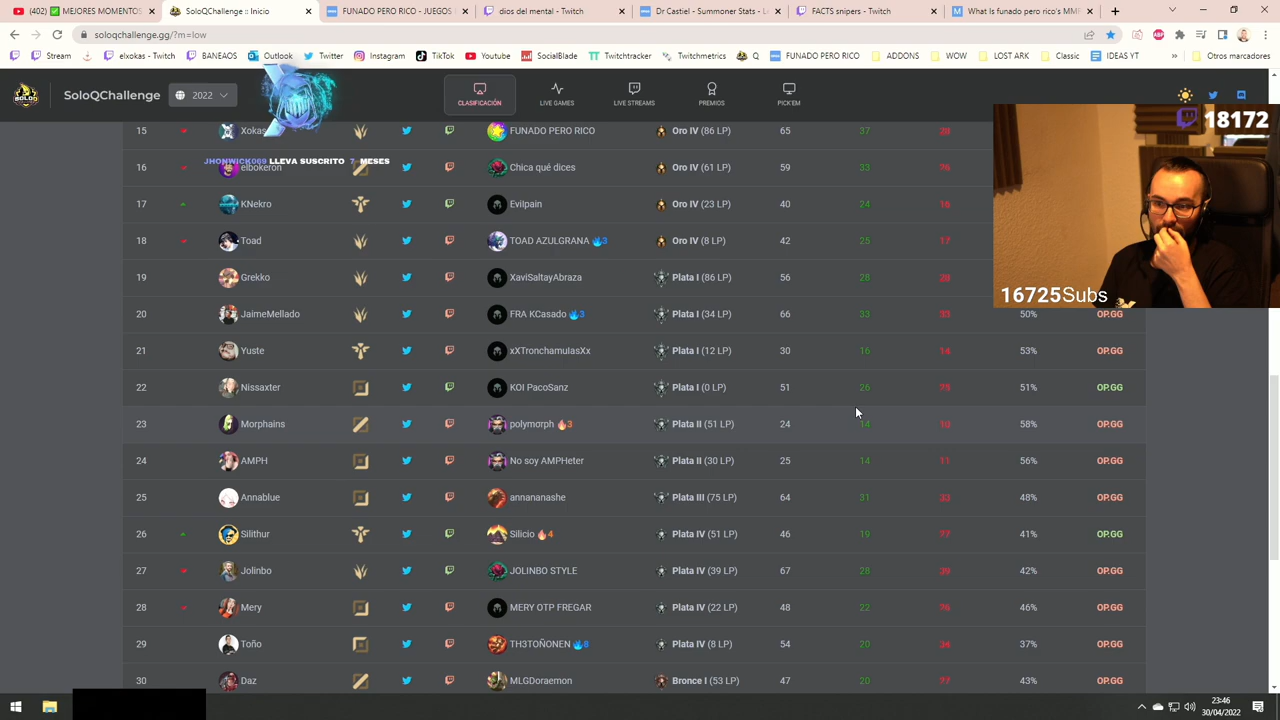 (402) MEJORES MOMENTOS
SoloQChallenge :: Inicio
FUNADO PERO RICO - JUEGOS
dios del mental - Twitch
Dr Castel - Summoner Stats - L
FACTS snipers - Twitch
What is funado pero rico's MM
soloqchallenge.gg/?m=low
Twitch Stream elxokas - Twitch BANEAOS Outlook Twitter Instagram TikTok Youtube SocialBlade Twitchtracker Twitchmetrics Q FUNADO PERO RICO ADDONS WOW LOST ARK Classic IDEAS YT Otros marcadores
SoloQChallenge 2022 CLASIFICACIÓN LIVE GAMES LIVE STREAMS PREMIOS PICK'EM
18172
15 Xokas FUNADO PERO RICO Oro IV (86 LP) 65 37
JHONWICK069 LLEVA SUSCRITO 7 MESES
16 elbokeron Chica qué dices Oro IV (61 LP) 59 33
17 KNekro Evilpain Oro IV (23 LP) 40 24 16
18 Toad TOAD AZULGRANA 3 Oro IV (8 LP) 42 25 17
19 Grekko XaviSaltayAbraza Plata I (86 LP) 56 28 28
16725Subs
20 JaimeMellado FRA KCasado 3 Plata I (34 LP) 66 33 33 50% OP.GG
21 Yuste xXTronchamulasXx Plata I (12 LP) 30 16 14 53% OP.GG
22 Nissaxter KOI PacoSanz Plata I (0 LP) 51 26 25 51% OP.GG
23 Morphains polymorph 3 Plata II (51 LP) 24 14 10 58% OP.GG
24 AMPH No soy AMPHeter Plata II (30 LP) 25 14 11 56% OP.GG
25 Annablue annananashe Plata III (75 LP) 64 31 33 48% OP.GG
26 Silithur Silicio 4 Plata IV (51 LP) 46 19 27 41% OP.GG
27 Jolinbo JOLINBO STYLE Plata IV (39 LP) 67 28 39 42% OP.GG
28 Mery MERY OTP FREGAR Plata IV (22 LP) 48 22 26 46% OP.GG
29 Toño TH3TOÑONEN 8 Plata IV (8 LP) 54 20 34 37% OP.GG
30 Daz MLGDoraemon Bronce I (53 LP) 47 20 27 43% OP.GG
23:46
30/04/2022